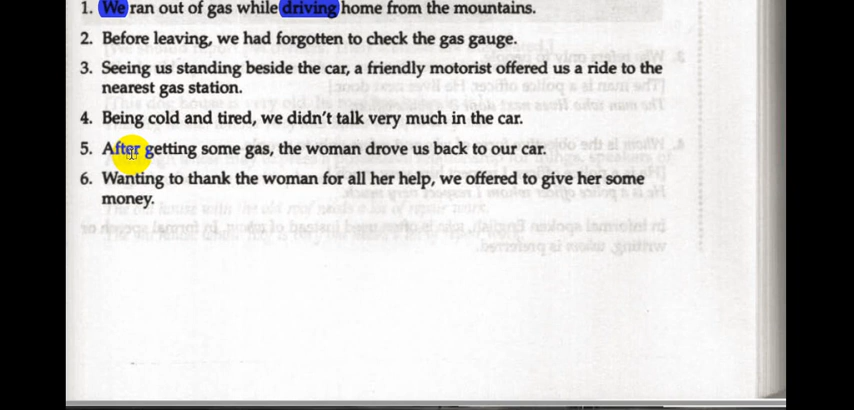 1. We ran out of gas while driving home from the mountains.
2. Before leaving, we had forgotten to check the gas gauge.
3. Seeing us standing beside the car, a friendly motorist offered us a ride to the
nearest gas station.
4. Being cold and tired, we didn't talk very much in the car.
5. After getting some gas, the woman drove us back to our car.
6. Wanting to thank the woman for all her help, we offered to give her some
money.